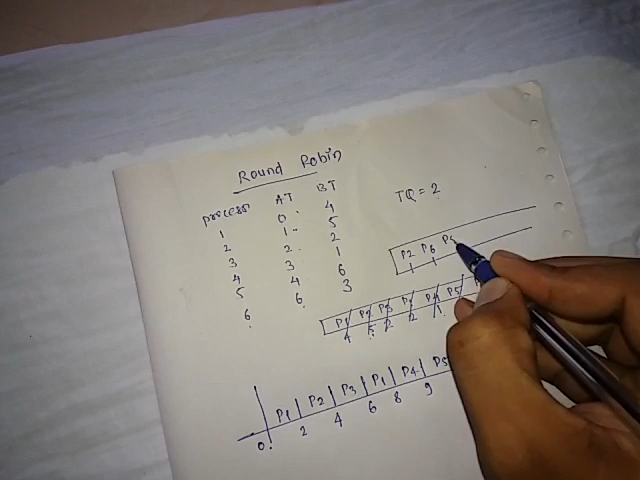 Round Robin
process AT BT
1 0 4
2 1 5
3 2 2
4 3 1
5 4 6
6 6 3
TQ = 2
P2 P6 P5
P1 P2 P3 P1 P4 P5
4 5 2 2 1
P1 P2 P3 P1 P4 P5
0 2 4 6 8 9